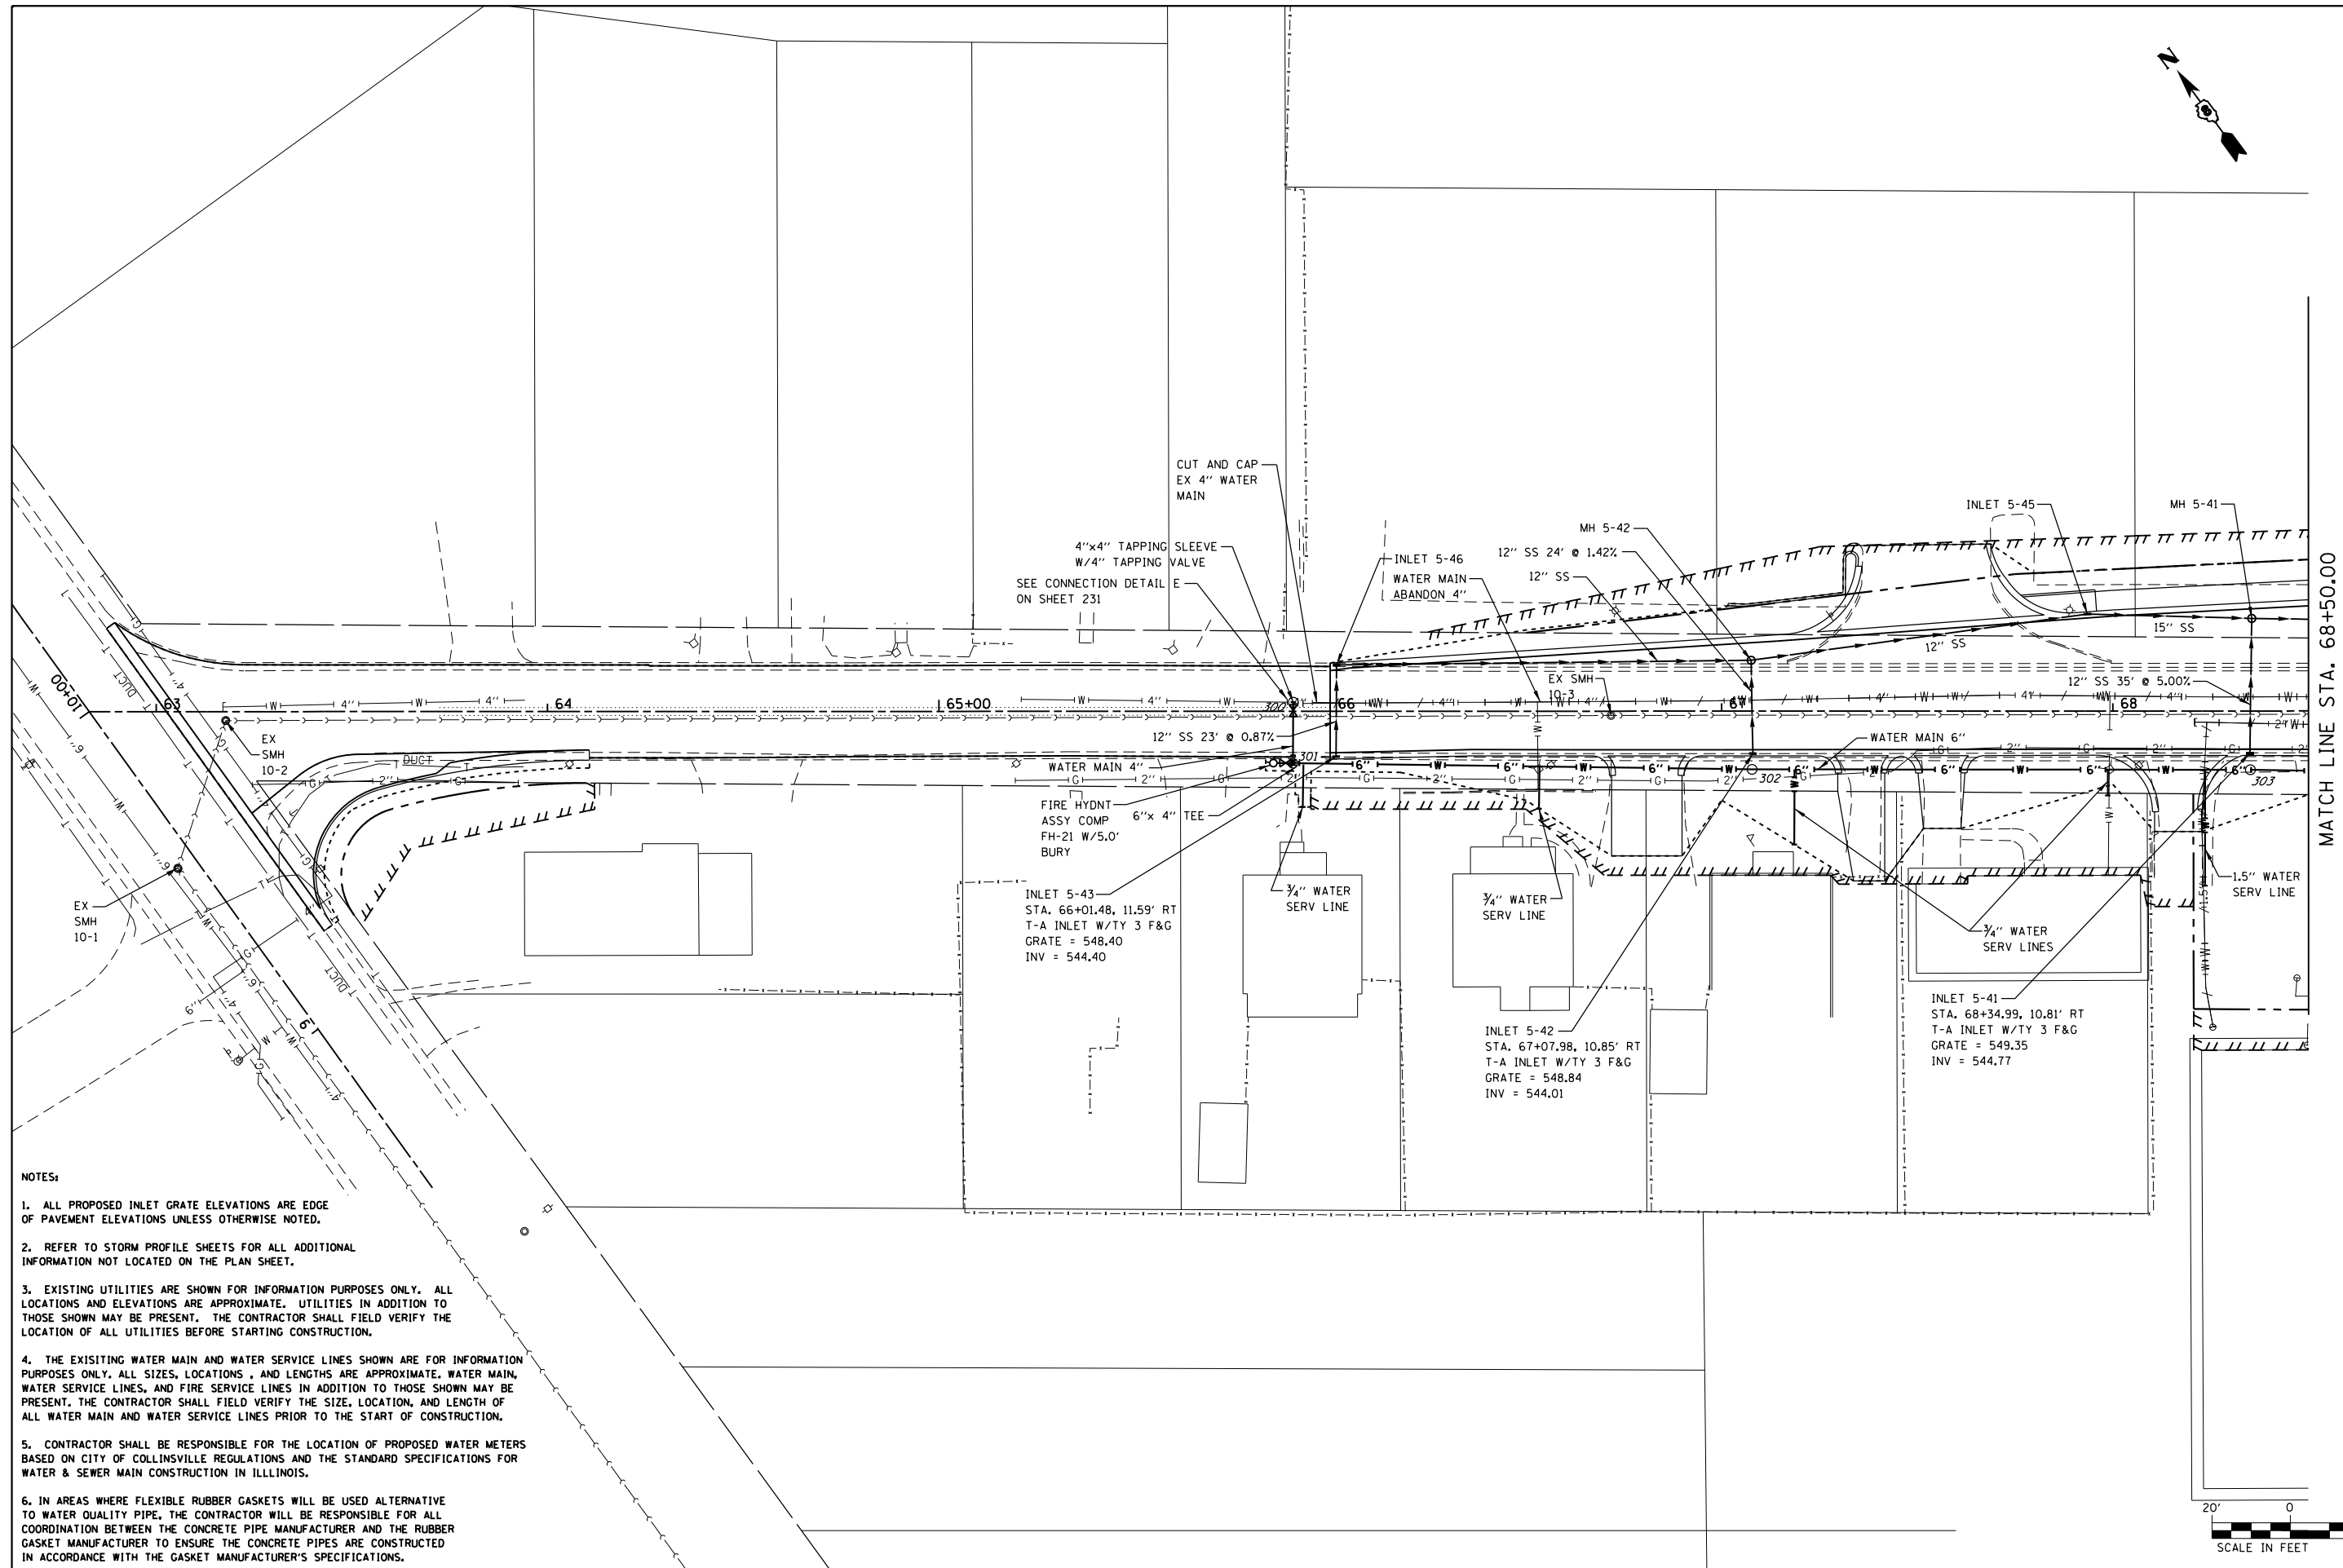 N
CUT AND CAP
EX 4" WATER
MAIN
4"x4" TAPPING SLEEVE
W/4" TAPPING VALVE
SEE CONNECTION DETAIL E
ON SHEET 231
INLET 5-46
WATER MAIN
ABANDON 4"
MH 5-42
12" SS 24' @ 1.42%
12" SS
INLET 5-45
MH 5-41
15" SS
12" SS
12" SS 35' @ 5.00%
MATCH LINE STA. 68+50.00
10+00
63
64
65+00
66
67
68
300
EX SMH
10-3
EX
SMH
10-2
DUCT
12" SS 23' @ 0.87%
301
WATER MAIN 4"
WATER MAIN 6"
302
303
FIRE HYDNT
ASSY COMP
FH-21 W/5.0'
BURY
6"x 4" TEE
INLET 5-43
STA. 66+01.48, 11.59' RT
T-A INLET W/TY 3 F&G
GRATE = 548.40
INV = 544.40
¾" WATER
SERV LINE
¾" WATER
SERV LINE
¾" WATER
SERV LINES
1.5" WATER
SERV LINE
EX
SMH
10-1
DUCT
DUCT
9
INLET 5-42
STA. 67+07.98, 10.85' RT
T-A INLET W/TY 3 F&G
GRATE = 548.84
INV = 544.01
INLET 5-41
STA. 68+34.99, 10.81' RT
T-A INLET W/TY 3 F&G
GRATE = 549.35
INV = 544.77
NOTES:
1. ALL PROPOSED INLET GRATE ELEVATIONS ARE EDGE
OF PAVEMENT ELEVATIONS UNLESS OTHERWISE NOTED.
2. REFER TO STORM PROFILE SHEETS FOR ALL ADDITIONAL
INFORMATION NOT LOCATED ON THE PLAN SHEET.
3. EXISTING UTILITIES ARE SHOWN FOR INFORMATION PURPOSES ONLY. ALL
LOCATIONS AND ELEVATIONS ARE APPROXIMATE. UTILITIES IN ADDITION TO
THOSE SHOWN MAY BE PRESENT. THE CONTRACTOR SHALL FIELD VERIFY THE
LOCATION OF ALL UTILITIES BEFORE STARTING CONSTRUCTION.
4. THE EXISITING WATER MAIN AND WATER SERVICE LINES SHOWN ARE FOR INFORMATION
PURPOSES ONLY. ALL SIZES, LOCATIONS , AND LENGTHS ARE APPROXIMATE. WATER MAIN,
WATER SERVICE LINES, AND FIRE SERVICE LINES IN ADDITION TO THOSE SHOWN MAY BE
PRESENT. THE CONTRACTOR SHALL FIELD VERIFY THE SIZE, LOCATION, AND LENGTH OF
ALL WATER MAIN AND WATER SERVICE LINES PRIOR TO THE START OF CONSTRUCTION.
5. CONTRACTOR SHALL BE RESPONSIBLE FOR THE LOCATION OF PROPOSED WATER METERS
BASED ON CITY OF COLLINSVILLE REGULATIONS AND THE STANDARD SPECIFICATIONS FOR
WATER & SEWER MAIN CONSTRUCTION IN ILLLINOIS.
6. IN AREAS WHERE FLEXIBLE RUBBER GASKETS WILL BE USED ALTERNATIVE
TO WATER QUALITY PIPE, THE CONTRACTOR WILL BE RESPONSIBLE FOR ALL
COORDINATION BETWEEN THE CONCRETE PIPE MANUFACTURER AND THE RUBBER
GASKET MANUFACTURER TO ENSURE THE CONCRETE PIPES ARE CONSTRUCTED
IN ACCORDANCE WITH THE GASKET MANUFACTURER'S SPECIFICATIONS.
20' 0
SCALE IN FEET